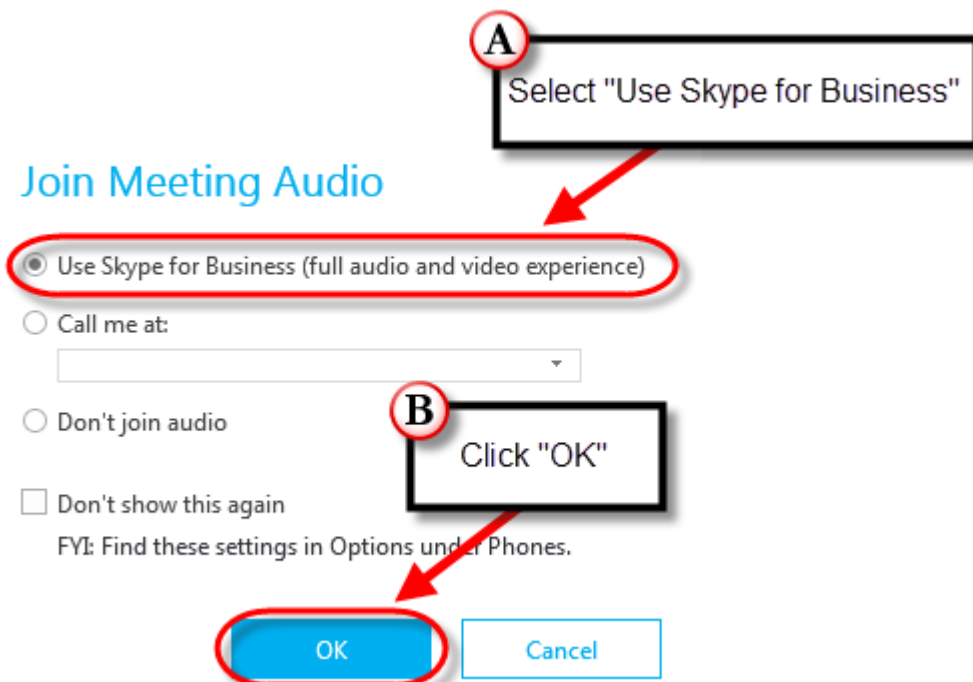 A
Select "Use Skype for Business"
Join Meeting Audio
Use Skype for Business (full audio and video experience)
Call me at:
Don't join audio
B
Click "OK"
Don't show this again
FYI: Find these settings in Options under Phones.
OK
Cancel